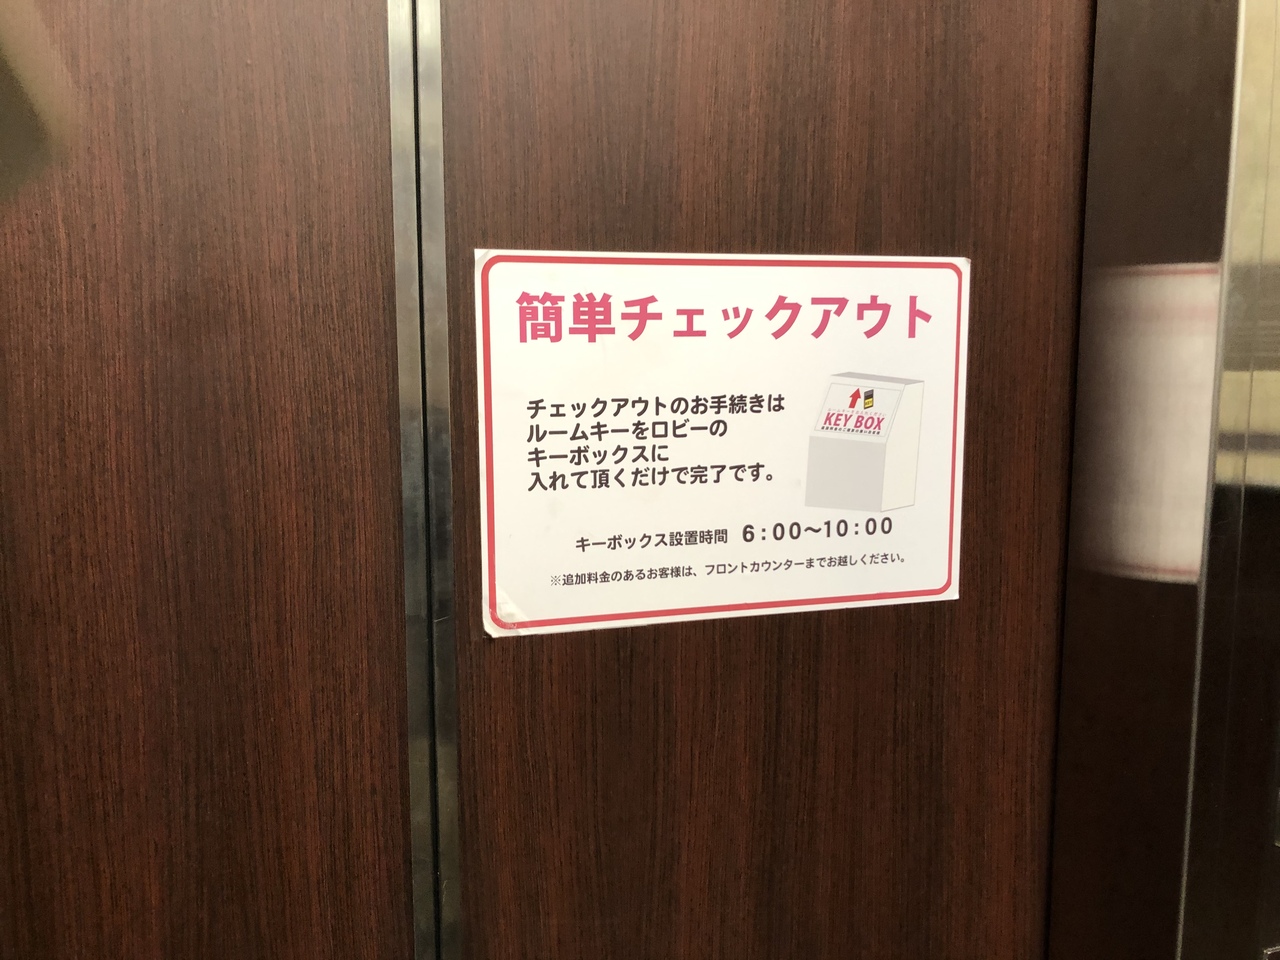 簡単チェックアウト
チェックアウトのお手続きは
ルームキーをロビーの
キーボックスに
入れて頂くだけで完了です。
KEY BOX
キーボックス設置時間 6:00〜10:00
※追加料金のあるお客様は、フロントカウンターまでお越しください。